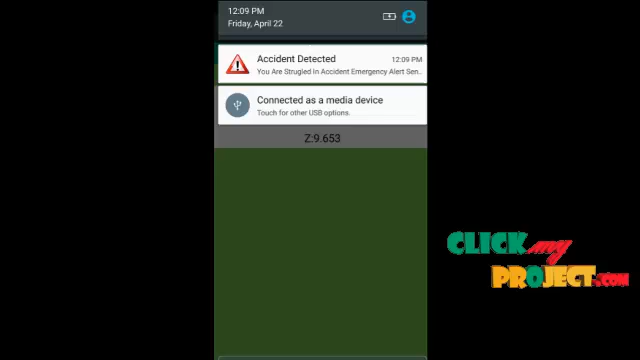 12:09 PM
Friday, April 22
Accident Detected 12:09 PM
You Are Strugled In Accident Emergency Alert Sen..
Connected as a media device
Touch for other USB options.
Z:9.653
CLICK my
PROJECT.COM